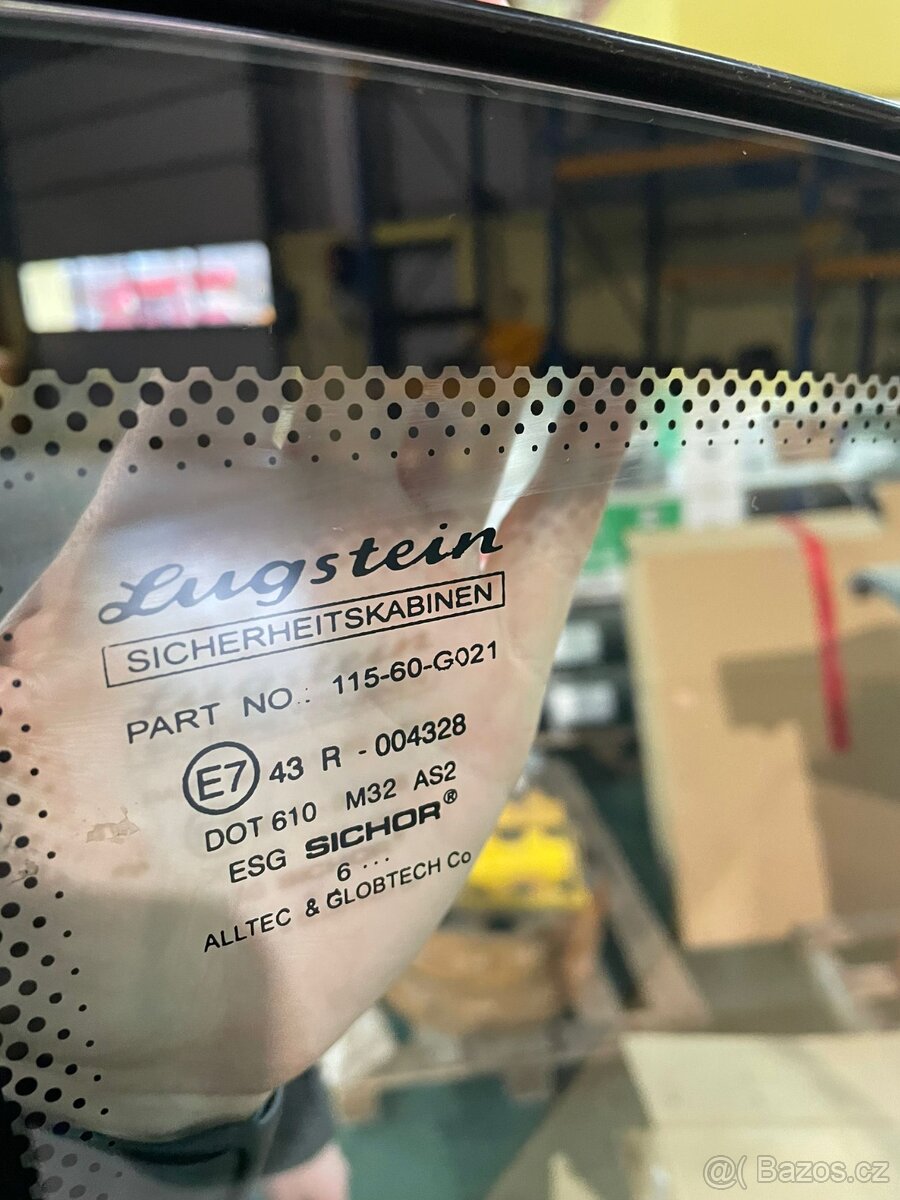 Lugstein
SICHERHEITSKABINEN
PART NO.: 115-60-G021
E7 43 R - 004328
DOT 610 M32 AS2
ESG SICHOR®
6 ...
ALLTEC & GLOBTECH Co
@( Bazos.cz